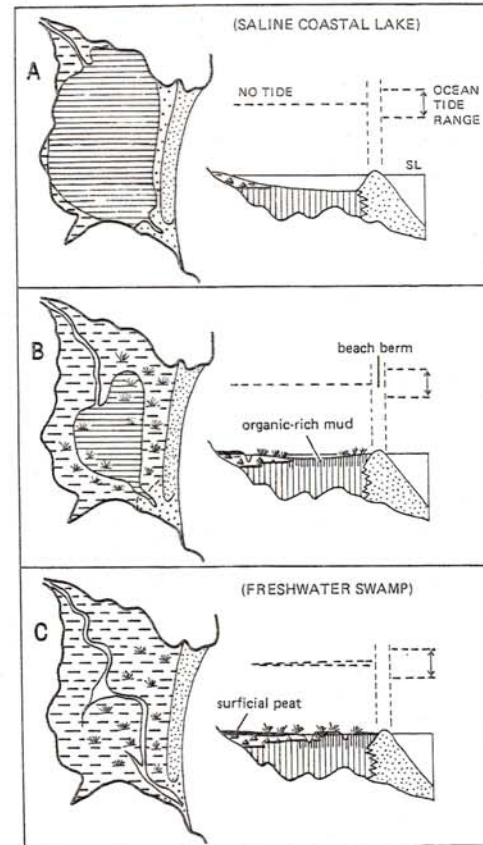 A
(SALINE COASTAL LAKE)
NO TIDE
OCEAN
TIDE
RANGE
SL
B
beach berm
organic-rich mud
C
(FRESHWATER SWAMP)
surficial peat